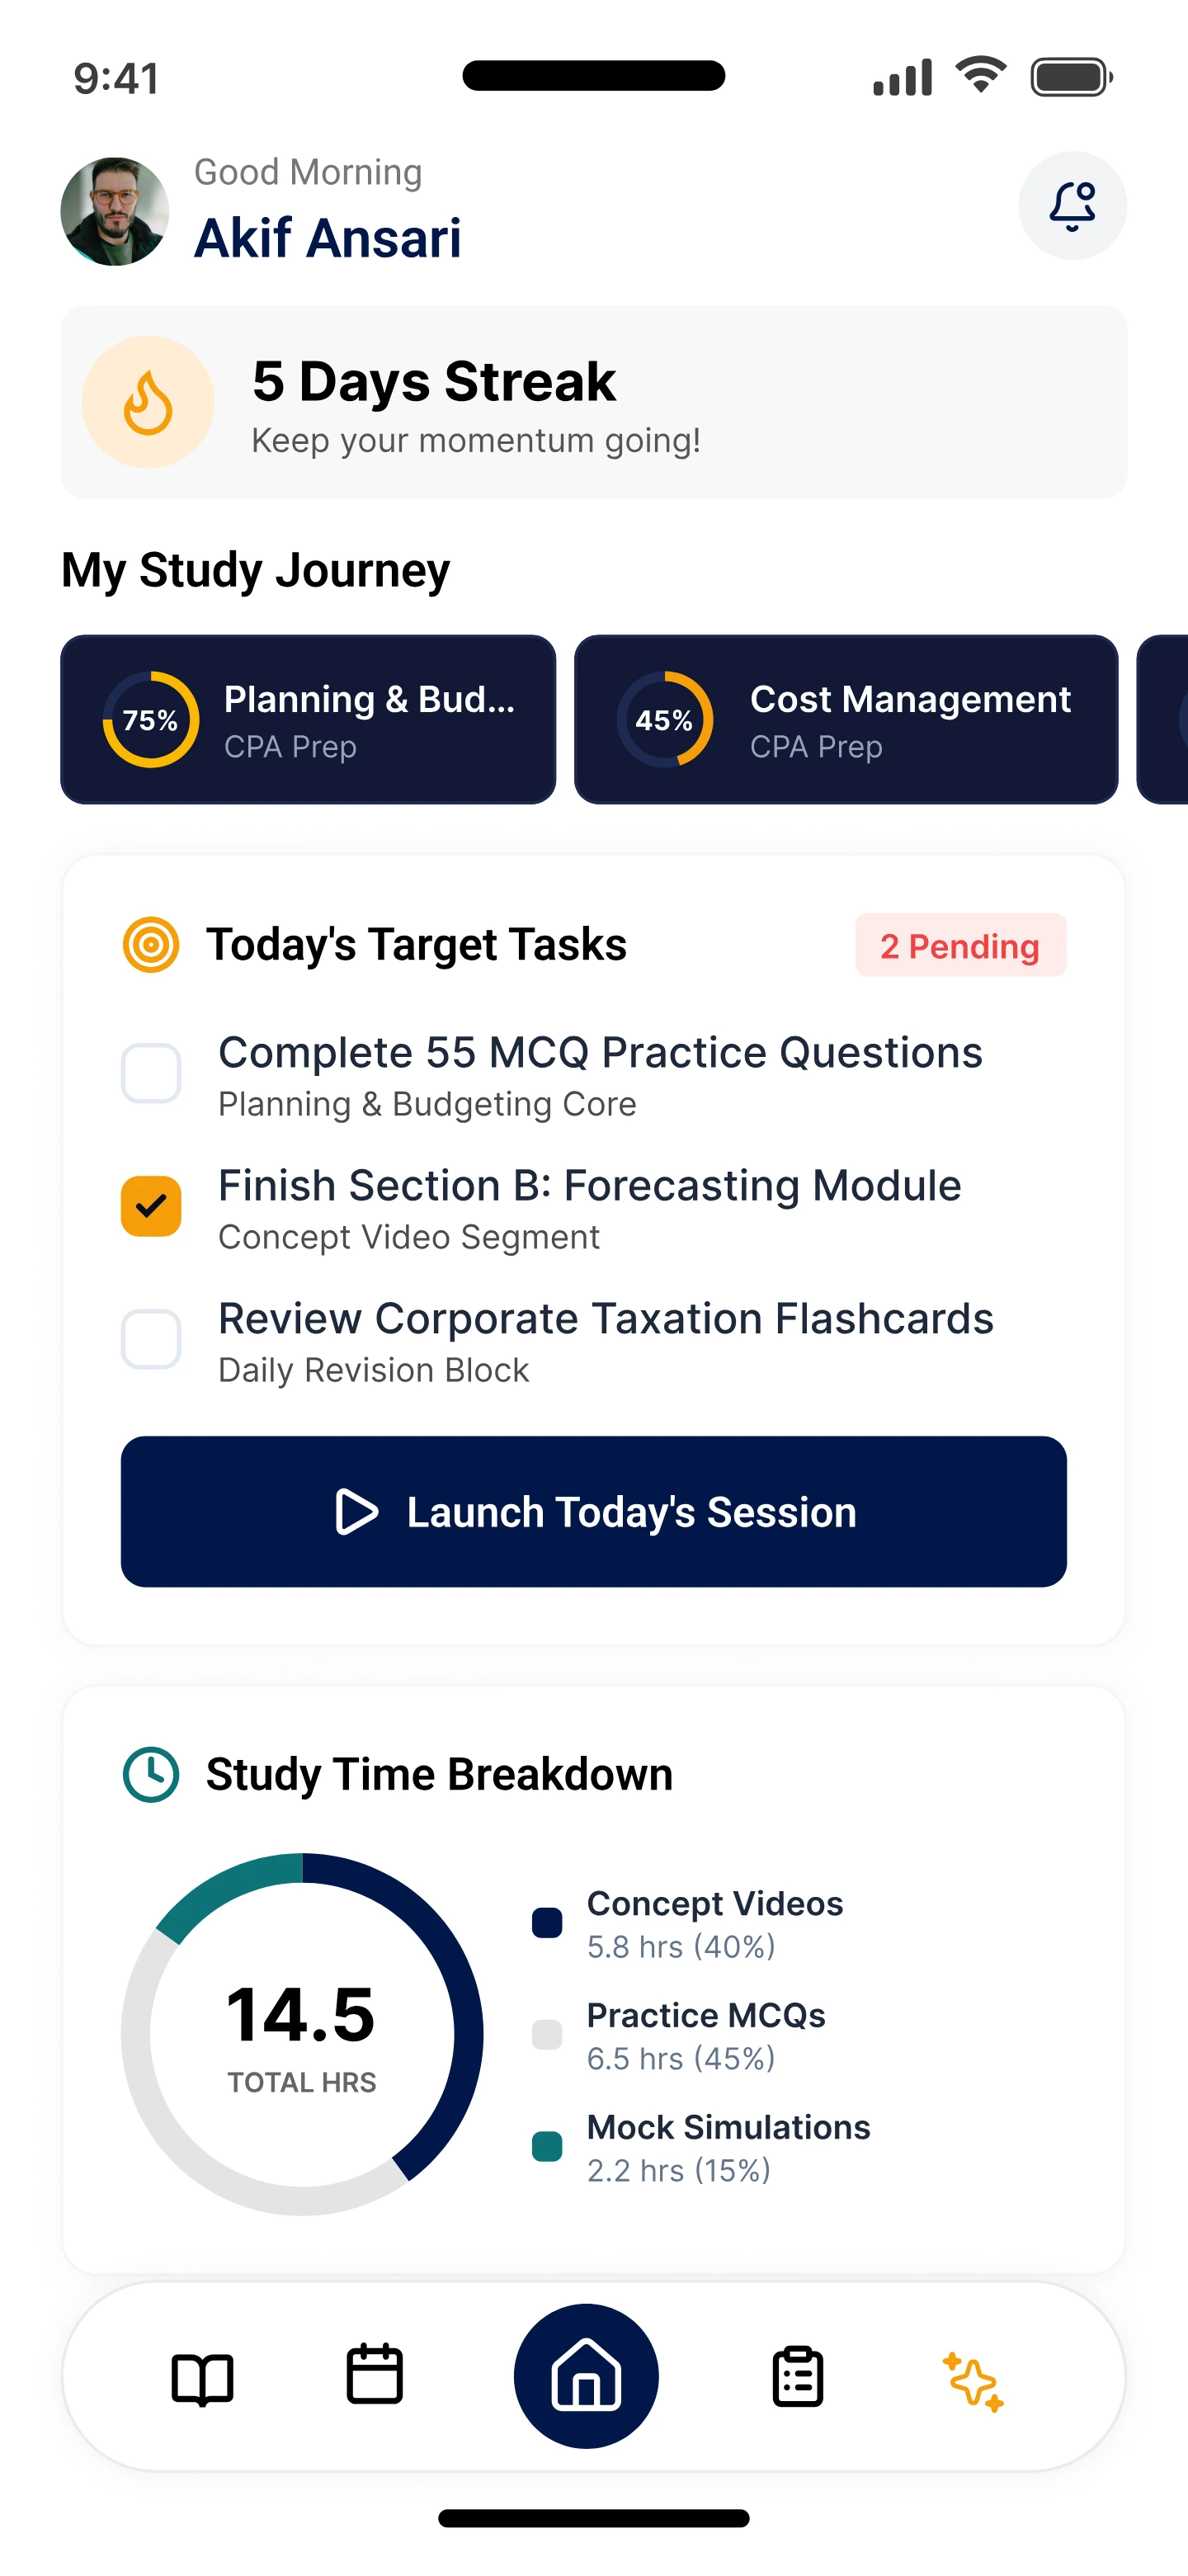 9:41
Good Morning
Akif Ansari
5 Days Streak
Keep your momentum going!
My Study Journey
75%
Planning & Bud...
CPA Prep
45%
Cost Management
CPA Prep
Today's Target Tasks
2 Pending
Complete 55 MCQ Practice Questions
Planning & Budgeting Core
Finish Section B: Forecasting Module
Concept Video Segment
Review Corporate Taxation Flashcards
Daily Revision Block
Launch Today's Session
Study Time Breakdown
14.5
TOTAL HRS
Concept Videos
5.8 hrs (40%)
Practice MCQs
6.5 hrs (45%)
Mock Simulations
2.2 hrs (15%)